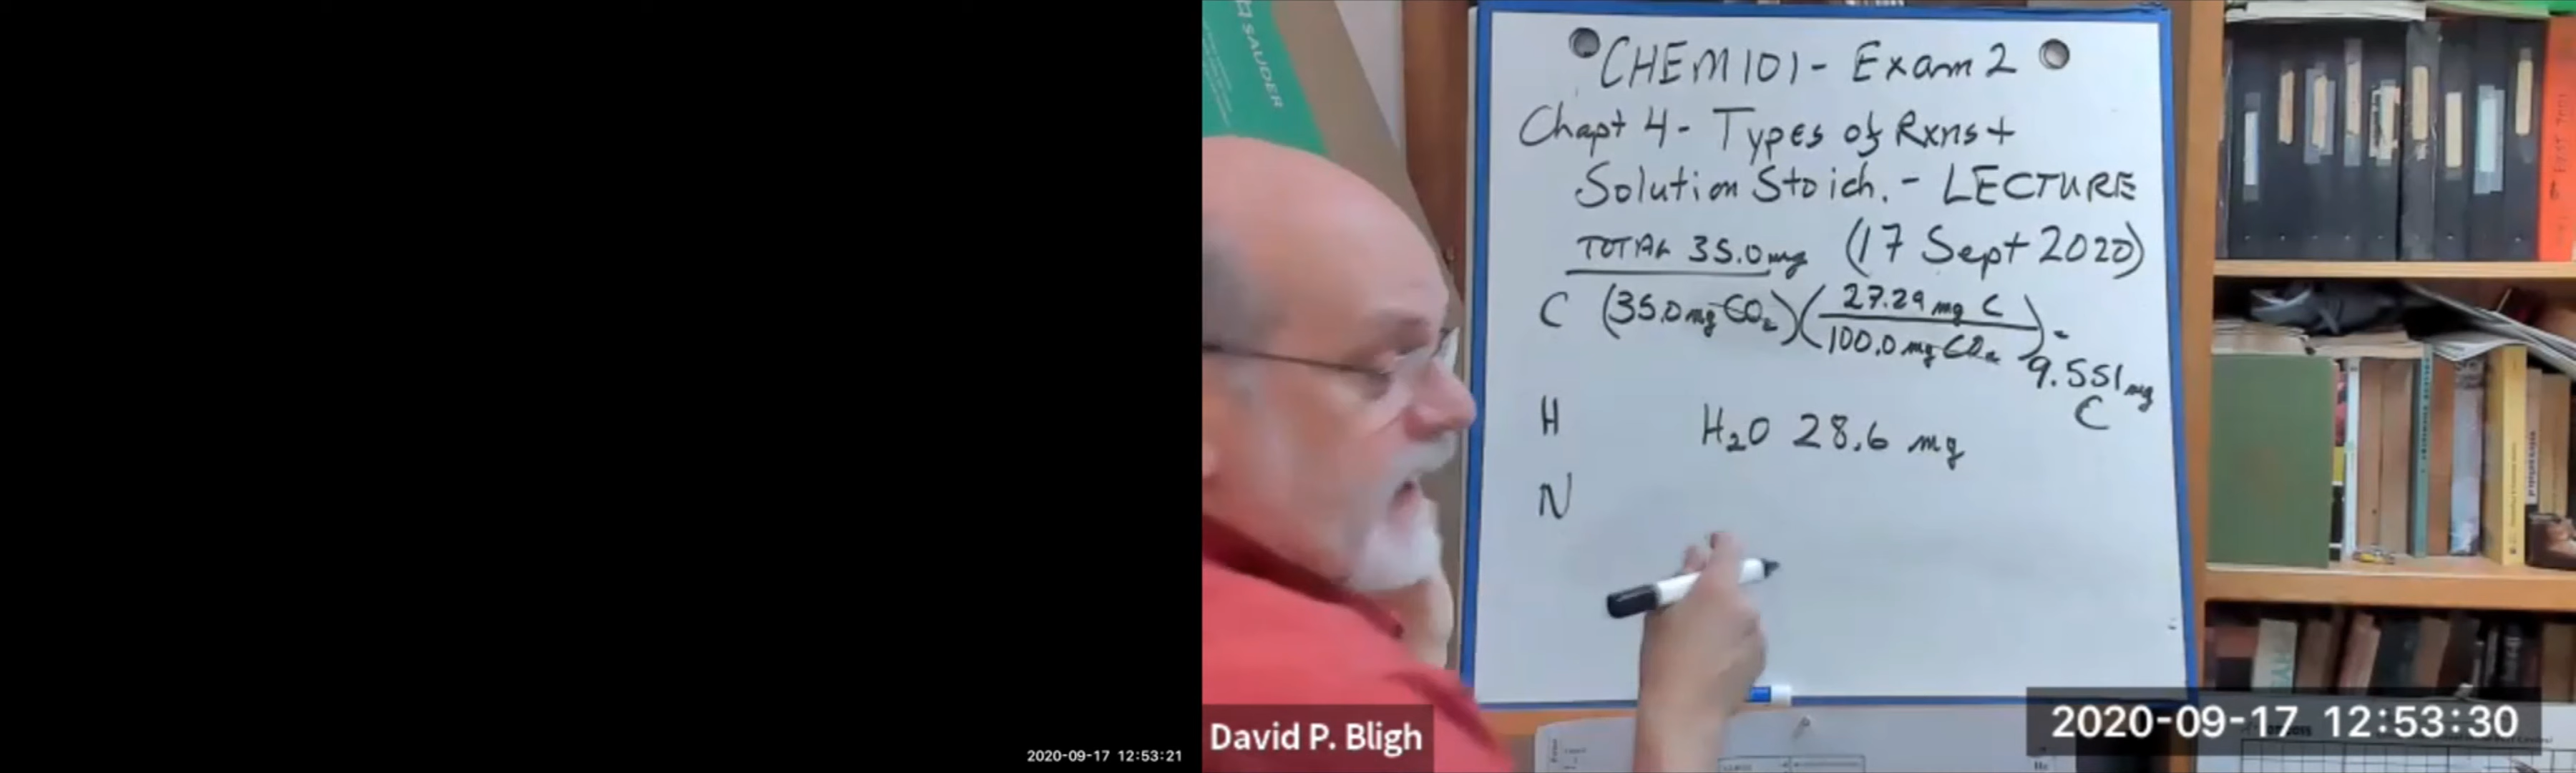 SAUDER
CHEM 101 - Exam 2
Chapt 4 - Types of Rxns +
Solution Stoich. - LECTURE
TOTAL 35.0 mg (17 Sept 2020)
C (35.0 mg CO₂)(27.29 mg C / 100.0 mg CO₂) =
9.551 mg
C
H H₂O 28.6 mg
N
David P. Bligh
2020-09-17 12:53:30
2020-09-17 12:53:21